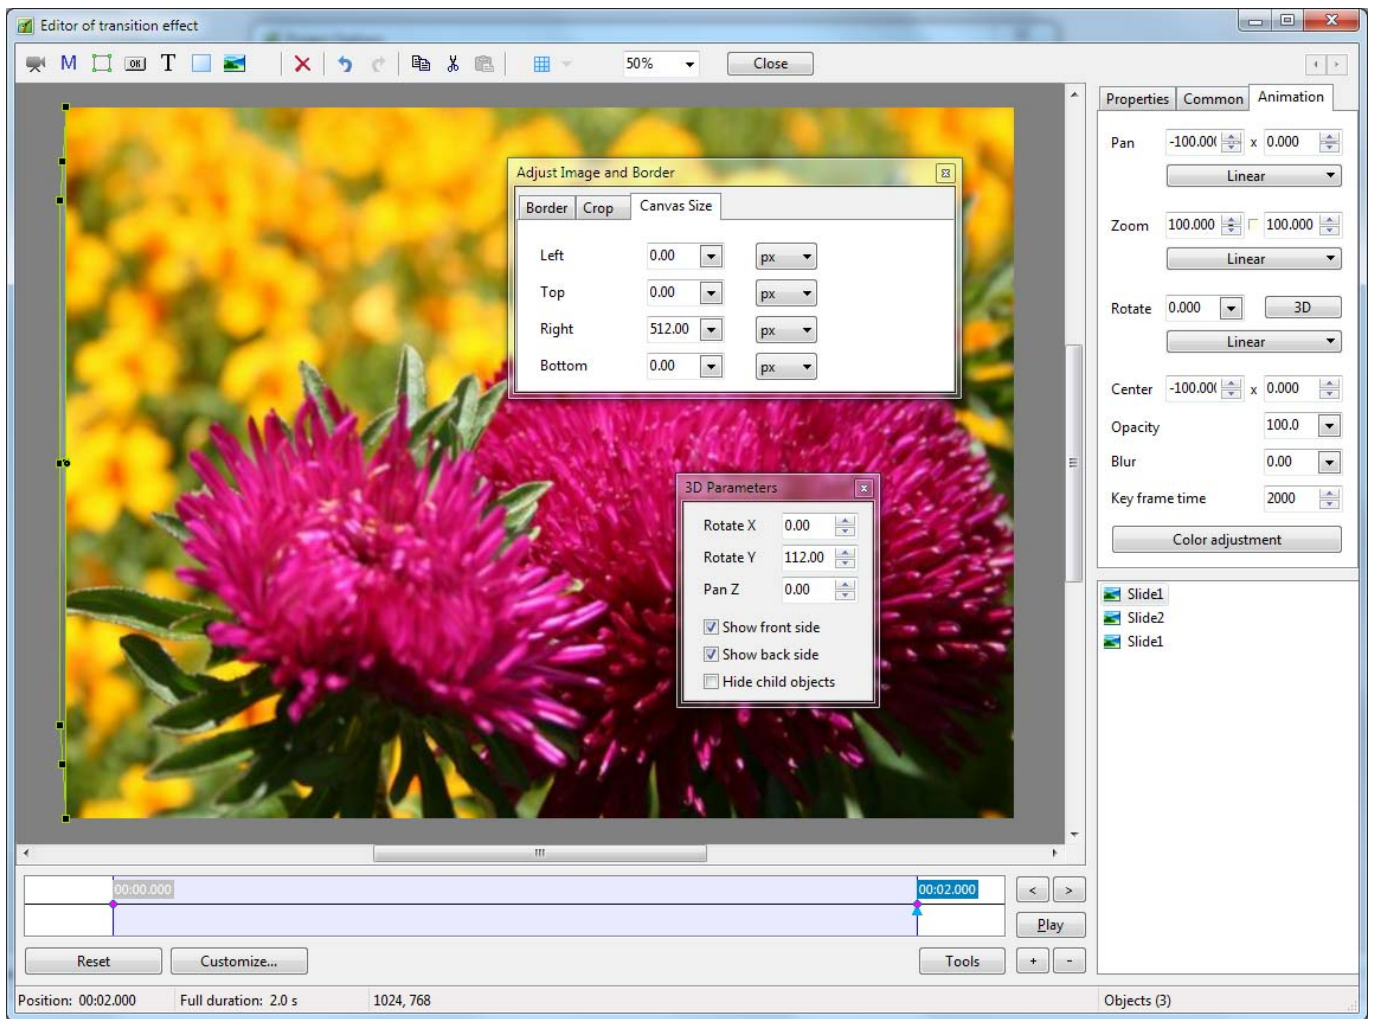 Editor of transition effect
M OK T 50% Close
Properties Common Animation
Pan -100.00( x 0.000
Linear
Zoom 100.000 100.000
Linear
Rotate 0.000 3D
Linear
Center -100.00( x 0.000
Opacity 100.0
Blur 0.00
Key frame time 2000
Color adjustment
Adjust Image and Border
Border Crop Canvas Size
Left 0.00 px
Top 0.00 px
Right 512.00 px
Bottom 0.00 px
3D Parameters
Rotate X 0.00
Rotate Y 112.00
Pan Z 0.00
Show front side
Show back side
Hide child objects
Slide1
Slide2
Slide1
00:00.000 00:02.000
< >
Play
Reset Customize... Tools + -
Position: 00:02.000 Full duration: 2.0 s 1024, 768 Objects (3)